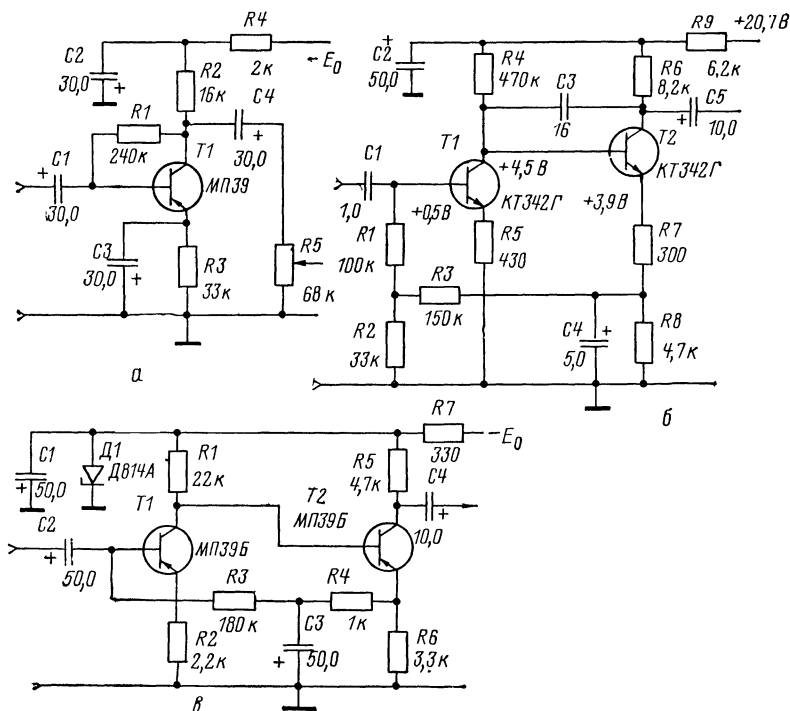 R4
2к
– E₀
C2
30,0
+
R2
16к
C4
+
30,0
R1
240к
T1
МП39
+
C1
30,0
C3
30,0
+
R3
33к
R5
68к
а
R9
+20,7В
6,2к
C2
+
50,0
R4
470к
C3
16
R6
8,2к
C5
+
10,0
T1
T2
+4,5В
КТ342Г
КТ342Г
C1
1,0
+0,5В
+3,9В
R1
100к
R5
430
R7
300
R3
150к
R2
33к
C4
+
5,0
R8
4,7к
б
R7
330
– E₀
C1
+
50,0
Д1
Д814А
R1
22к
R5
4,7к
C4
+
10,0
T1
T2
МП39Б
C2
+
50,0
МП39Б
R3
180к
R4
1к
R2
2,2к
C3
+
50,0
R6
3,3к
в